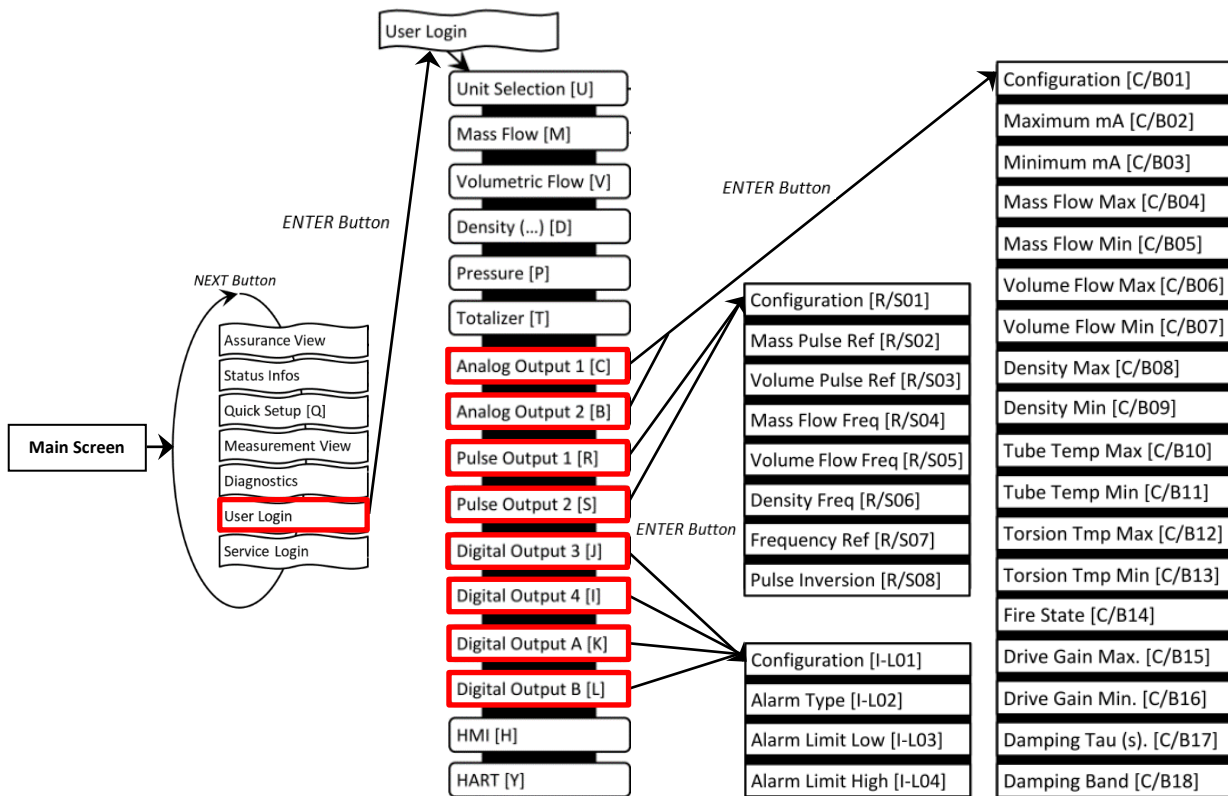 User Login
Unit Selection [U]
Mass Flow [M]
Volumetric Flow [V]
Density (...) [D]
Pressure [P]
Totalizer [T]
Analog Output 1 [C]
Analog Output 2 [B]
Pulse Output 1 [R]
Pulse Output 2 [S]
Digital Output 3 [J]
Digital Output 4 [I]
Digital Output A [K]
Digital Output B [L]
HMI [H]
HART [Y]
ENTER Button
NEXT Button
Assurance View
Status Infos
Quick Setup [Q]
Measurement View
Diagnostics
User Login
Service Login
Main Screen
ENTER Button
ENTER Button
Configuration [R/S01]
Mass Pulse Ref [R/S02]
Volume Pulse Ref [R/S03]
Mass Flow Freq [R/S04]
Volume Flow Freq [R/S05]
Density Freq [R/S06]
Frequency Ref [R/S07]
Pulse Inversion [R/S08]
Configuration [I-L01]
Alarm Type [I-L02]
Alarm Limit Low [I-L03]
Alarm Limit High [I-L04]
Configuration [C/B01]
Maximum mA [C/B02]
Minimum mA [C/B03]
Mass Flow Max [C/B04]
Mass Flow Min [C/B05]
Volume Flow Max [C/B06]
Volume Flow Min [C/B07]
Density Max [C/B08]
Density Min [C/B09]
Tube Temp Max [C/B10]
Tube Temp Min [C/B11]
Torsion Tmp Max [C/B12]
Torsion Tmp Min [C/B13]
Fire State [C/B14]
Drive Gain Max. [C/B15]
Drive Gain Min. [C/B16]
Damping Tau (s). [C/B17]
Damping Band [C/B18]